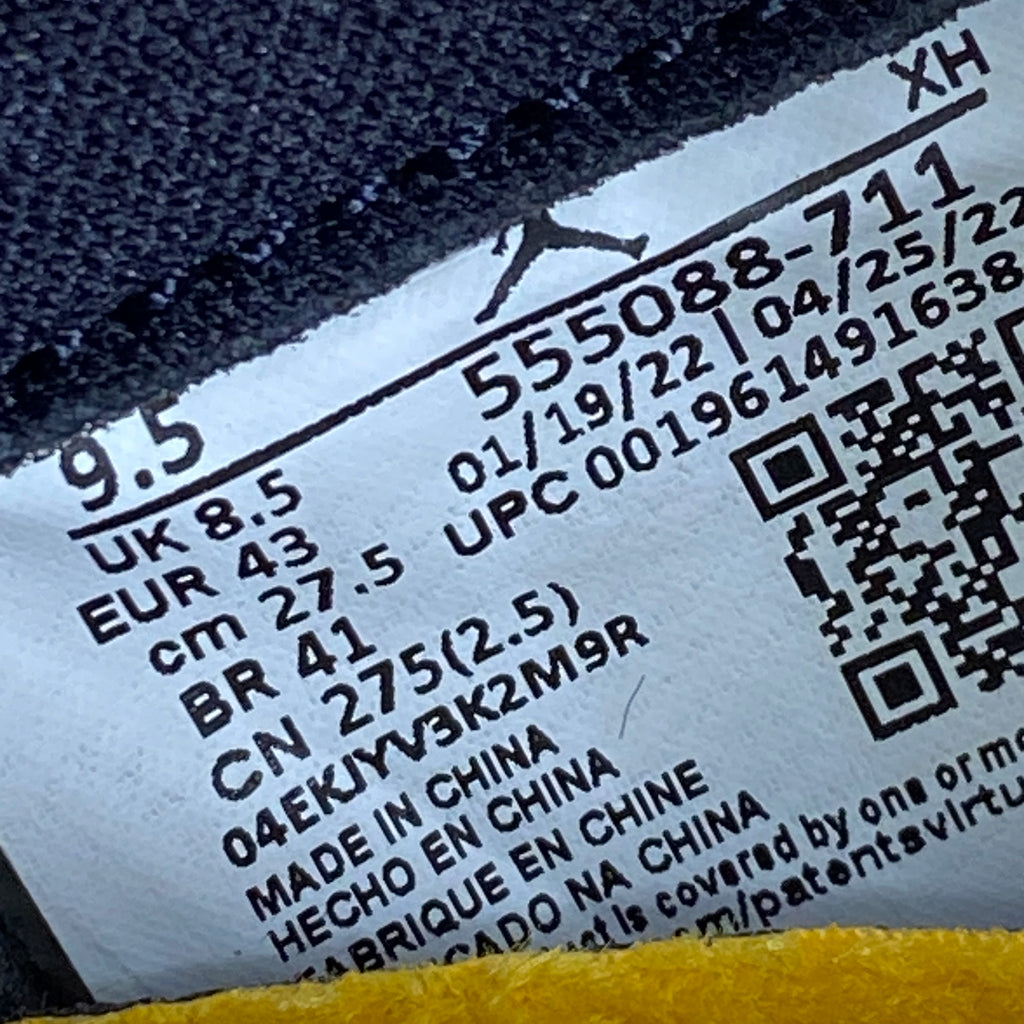 XH
9.5
555088-711
01/19/22 | 04/25/22
UPC 00196149163 8
UK 8.5
EUR 43
cm 27.5
BR 41
CN 275(2.5)
04EKJYV3K2M9R
MADE IN CHINA
HECHO EN CHINA
FABRIQUE EN CHINE
CADO NA CHINA
is covered by one or mo
m/patentsvirtu